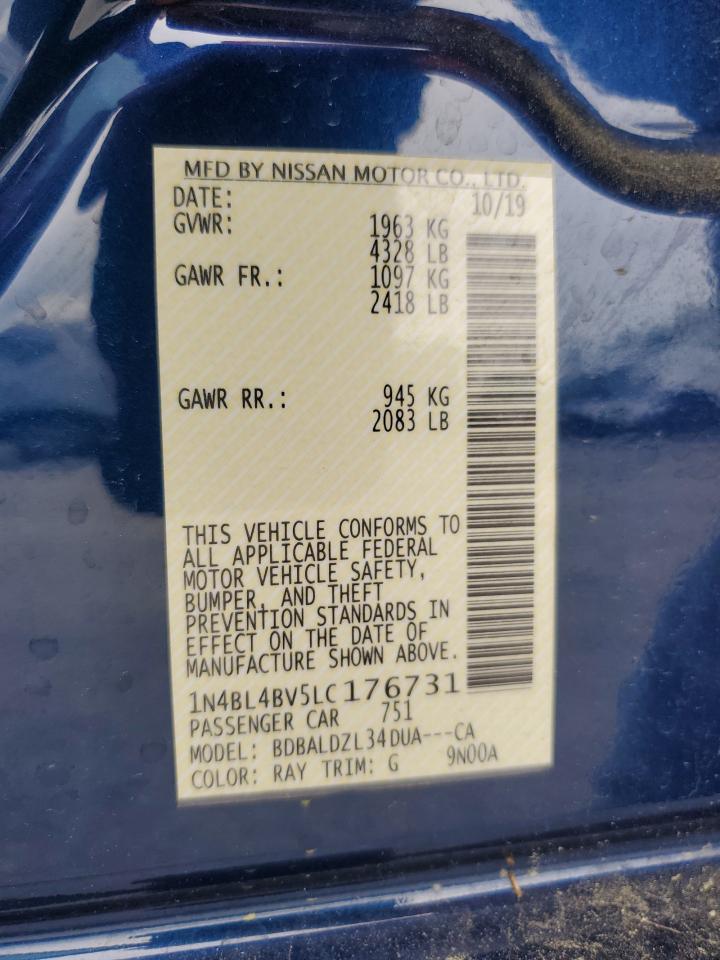 MFD BY NISSAN MOTOR CO., LTD.
DATE: 10/19
GVWR: 1963 KG
4328 LB
GAWR FR.: 1097 KG
2418 LB
GAWR RR.: 945 KG
2083 LB
THIS VEHICLE CONFORMS TO
ALL APPLICABLE FEDERAL
MOTOR VEHICLE SAFETY,
BUMPER, AND THEFT
PREVENTION STANDARDS IN
EFFECT ON THE DATE OF
MANUFACTURE SHOWN ABOVE.
1N4BL4BV5LC176731
PASSENGER CAR 751
MODEL: BDBALDZL34DUA---CA
COLOR: RAY TRIM: G 9N00A